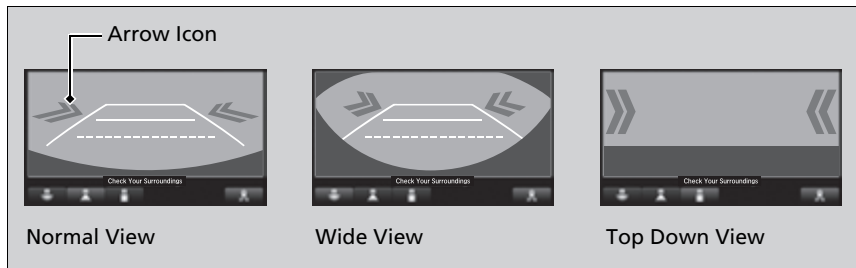 Arrow Icon
Check Your Surroundings
Check Your Surroundings
Check Your Surroundings
Normal View
Wide View
Top Down View